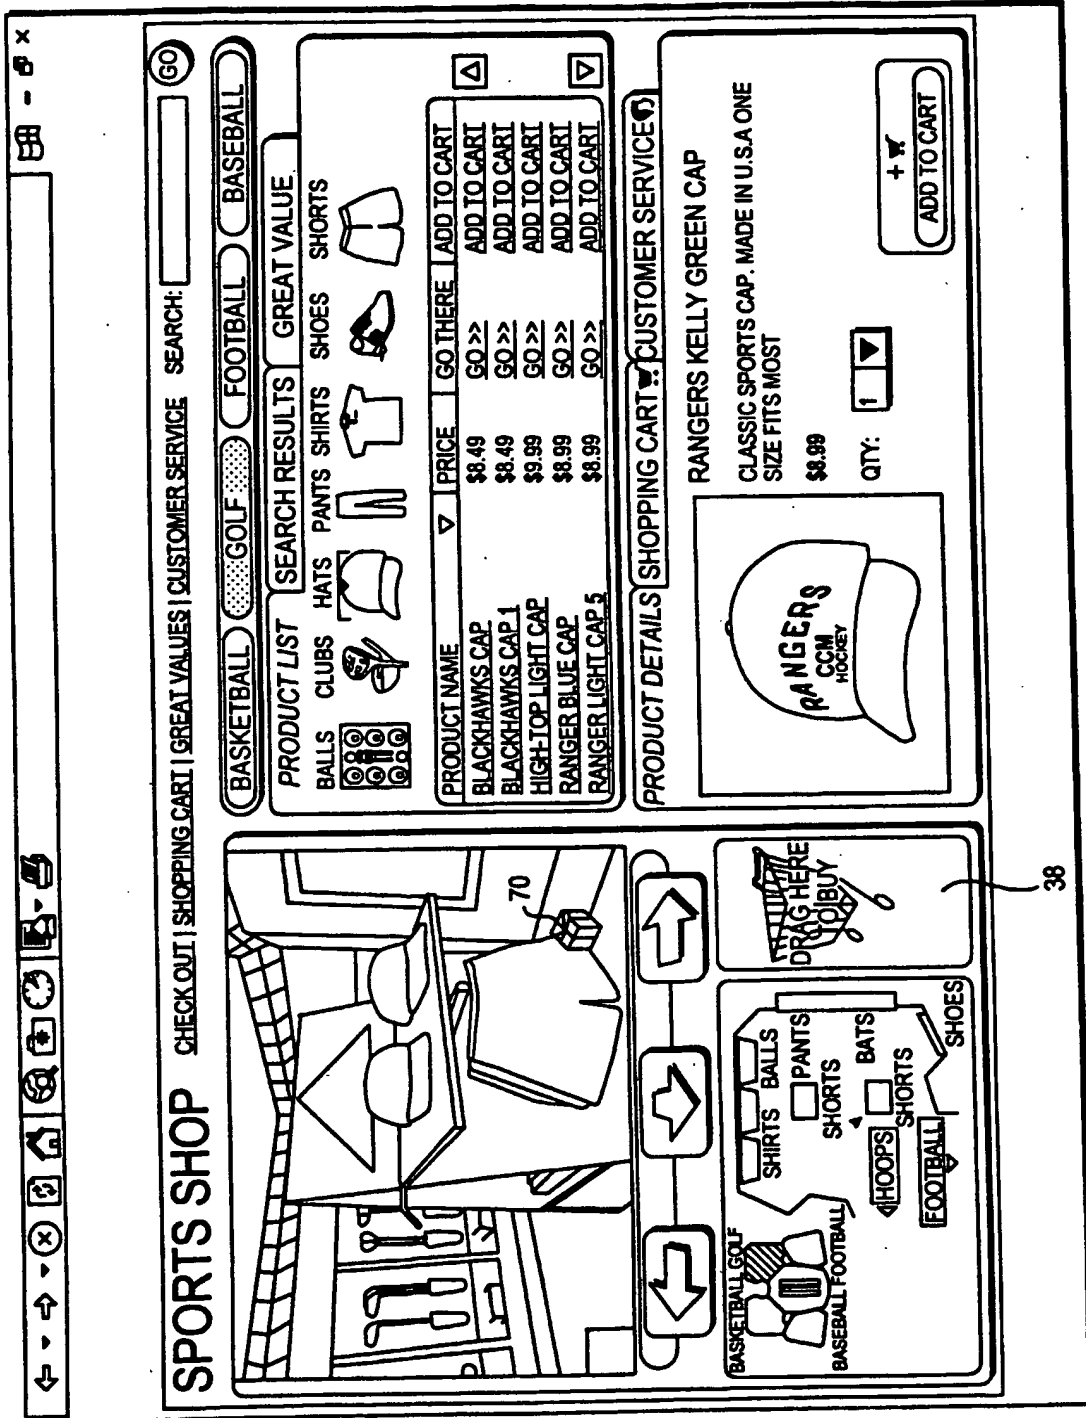 SPORTS SHOP
CHECK OUT | SHOPPING CART | GREAT VALUES | CUSTOMER SERVICE SEARCH: GO
BASKETBALL GOLF FOOTBALL BASEBALL
PRODUCT LIST SEARCH RESULTS GREAT VALUE
BALLS CLUBS HATS PANTS SHIRTS SHOES SHORTS
PRODUCT NAME PRICE GO THERE ADD TO CART
BLACKHAWKS CAP $8.49 GO >> ADD TO CART
BLACKHAWKS CAP 1 $8.49 GO >> ADD TO CART
HIGH-TOP LIGHT CAP $9.99 GO >> ADD TO CART
RANGER BLUE CAP $8.99 GO >> ADD TO CART
RANGER LIGHT CAP 5 $8.99 GO >> ADD TO CART
PRODUCT DETAILS SHOPPING CART CUSTOMER SERVICE
RANGERS KELLY GREEN CAP
CLASSIC SPORTS CAP. MADE IN U.S.A ONE
SIZE FITS MOST
$8.99
QTY: 1
+
ADD TO CART
RANGERS
CCM
HOCKEY
70
BASKETBALL GOLF
BASEBALL FOOTBALL
SHIRTS BALLS
PANTS
SHORTS
BATS
HOOPS SHORTS
FOOTBALL
SHOES
DRAG HERE
TO BUY
38